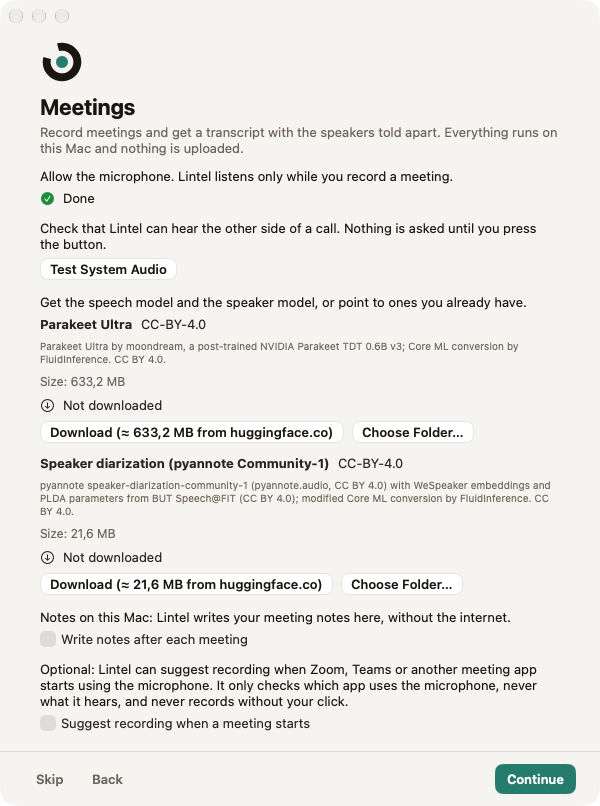 Meetings
Record meetings and get a transcript with the speakers told apart. Everything runs on
this Mac and nothing is uploaded.
Allow the microphone. Lintel listens only while you record a meeting.
Done
Check that Lintel can hear the other side of a call. Nothing is asked until you press
the button.
Test System Audio
Get the speech model and the speaker model, or point to ones you already have.
Parakeet Ultra CC-BY-4.0
Parakeet Ultra by moondream, a post-trained NVIDIA Parakeet TDT 0.6B v3; Core ML conversion by
FluidInference. CC BY 4.0.
Size: 633,2 MB
Not downloaded
Download (≈ 633,2 MB from huggingface.co) Choose Folder...
Speaker diarization (pyannote Community-1) CC-BY-4.0
pyannote speaker-diarization-community-1 (pyannote.audio, CC BY 4.0) with WeSpeaker embeddings and
PLDA parameters from BUT Speech@FIT (CC BY 4.0); modified Core ML conversion by FluidInference. CC
BY 4.0.
Size: 21,6 MB
Not downloaded
Download (≈ 21,6 MB from huggingface.co) Choose Folder...
Notes on this Mac: Lintel writes your meeting notes here, without the internet.
Write notes after each meeting
Optional: Lintel can suggest recording when Zoom, Teams or another meeting app
starts using the microphone. It only checks which app uses the microphone, never
what it hears, and never records without your click.
Suggest recording when a meeting starts
Skip Back Continue